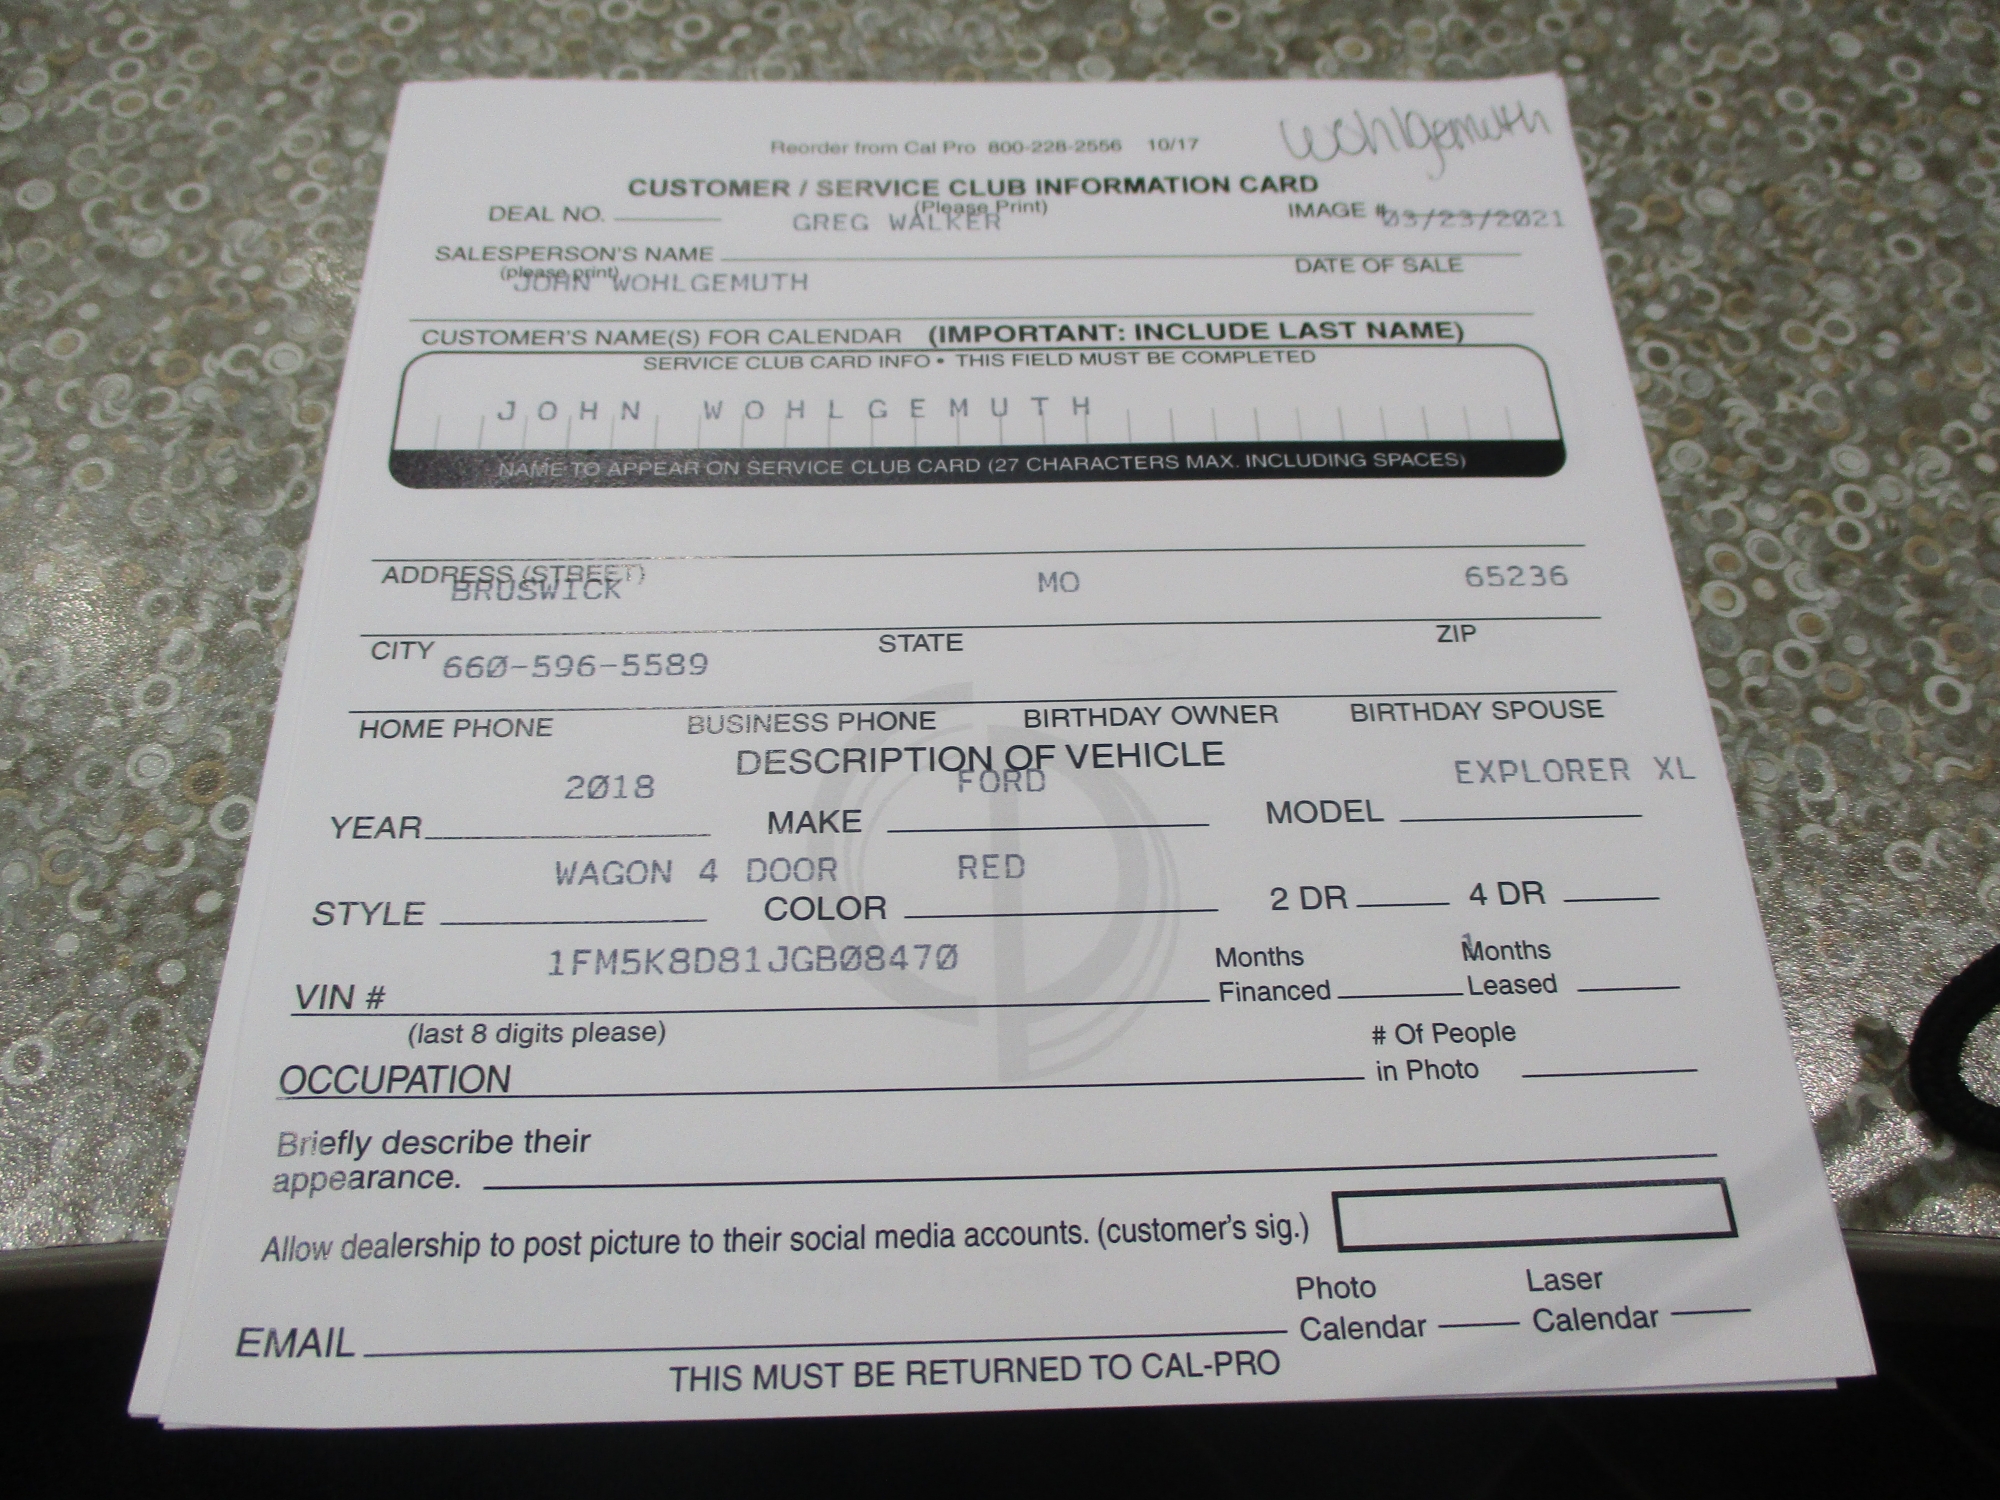 Wohlgemuth
Reorder from Cal Pro 800-228-2556 10/17
CUSTOMER / SERVICE CLUB INFORMATION CARD
(Please Print)
DEAL NO. GREG WALKER IMAGE # 03/23/2021
SALESPERSON'S NAME DATE OF SALE
(please print)
JOHN WOHLGEMUTH
CUSTOMER'S NAME(S) FOR CALENDAR (IMPORTANT: INCLUDE LAST NAME)
SERVICE CLUB CARD INFO • THIS FIELD MUST BE COMPLETED
JOHN WOHLGEMUTH
NAME TO APPEAR ON SERVICE CLUB CARD (27 CHARACTERS MAX. INCLUDING SPACES)
ADDRESS (STREET)
BRUSWICK MO 65236
CITY STATE ZIP
660-596-5589
HOME PHONE BUSINESS PHONE BIRTHDAY OWNER BIRTHDAY SPOUSE
DESCRIPTION OF VEHICLE
2018 FORD EXPLORER XL
YEAR MAKE MODEL
WAGON 4 DOOR RED
STYLE COLOR 2 DR 4 DR
1FM5K8D81JGB08470 1
VIN # Months Financed Months Leased
(last 8 digits please)
OCCUPATION # Of People in Photo
Briefly describe their
appearance.
Allow dealership to post picture to their social media accounts. (customer's sig.)
EMAIL Photo Calendar Laser Calendar
THIS MUST BE RETURNED TO CAL-PRO